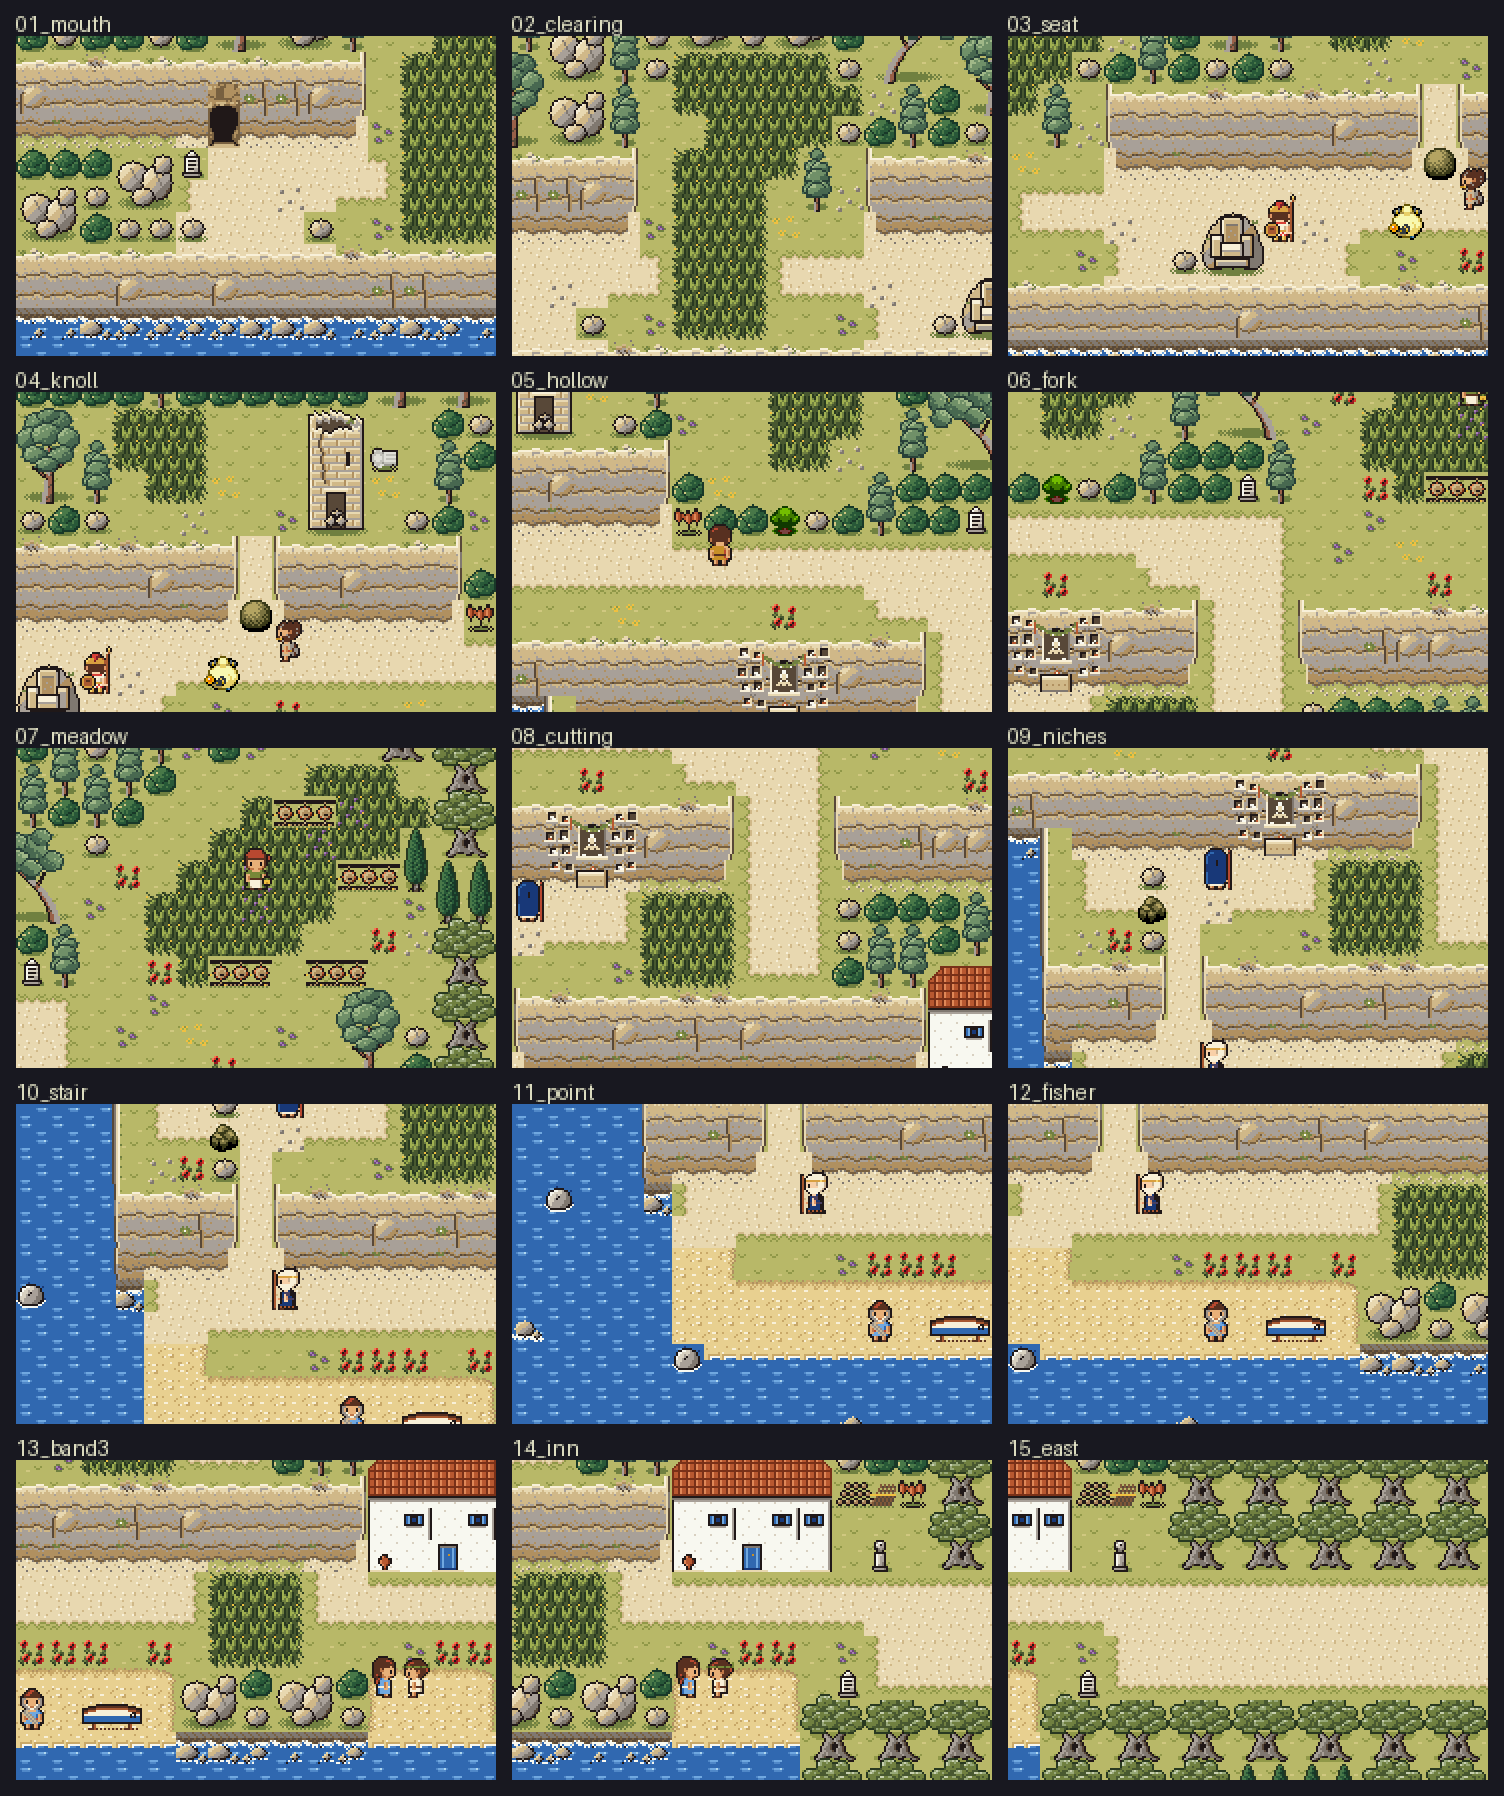 01_mouth
02_clearing
03_seat
04_knoll
05_hollow
06_fork
07_meadow
08_cutting
09_niches
10_stair
11_point
12_fisher
13_band3
14_inn
15_east